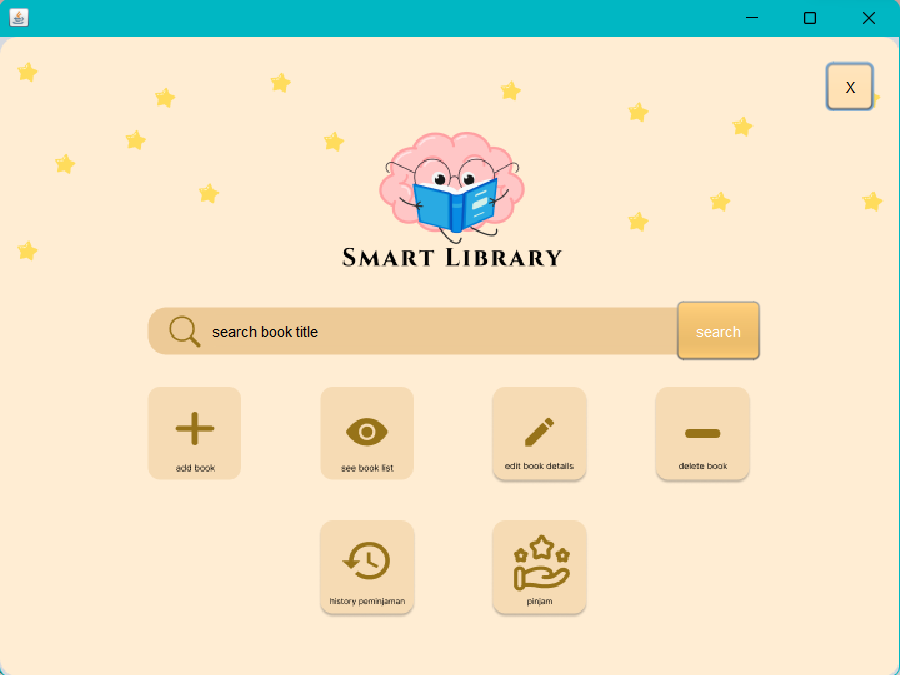 X
SMART LIBRARY
search book title
search
add book
see book list
edit book details
delete book
history peminjaman
pinjam